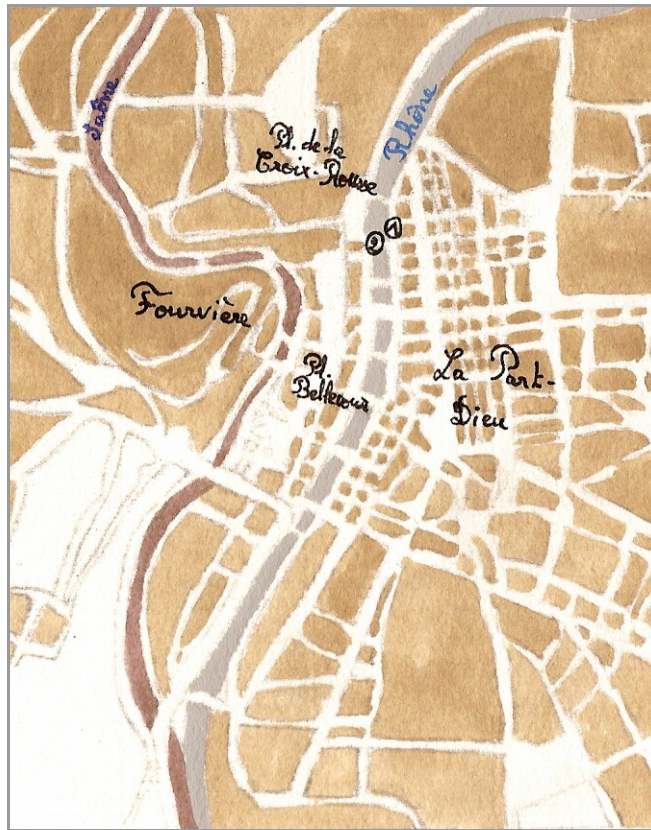 Saône
Rhône
Pl. de la
Croix-Rousse
1
2
Fourvière
Pl.
Bellecour
La Part-
Dieu